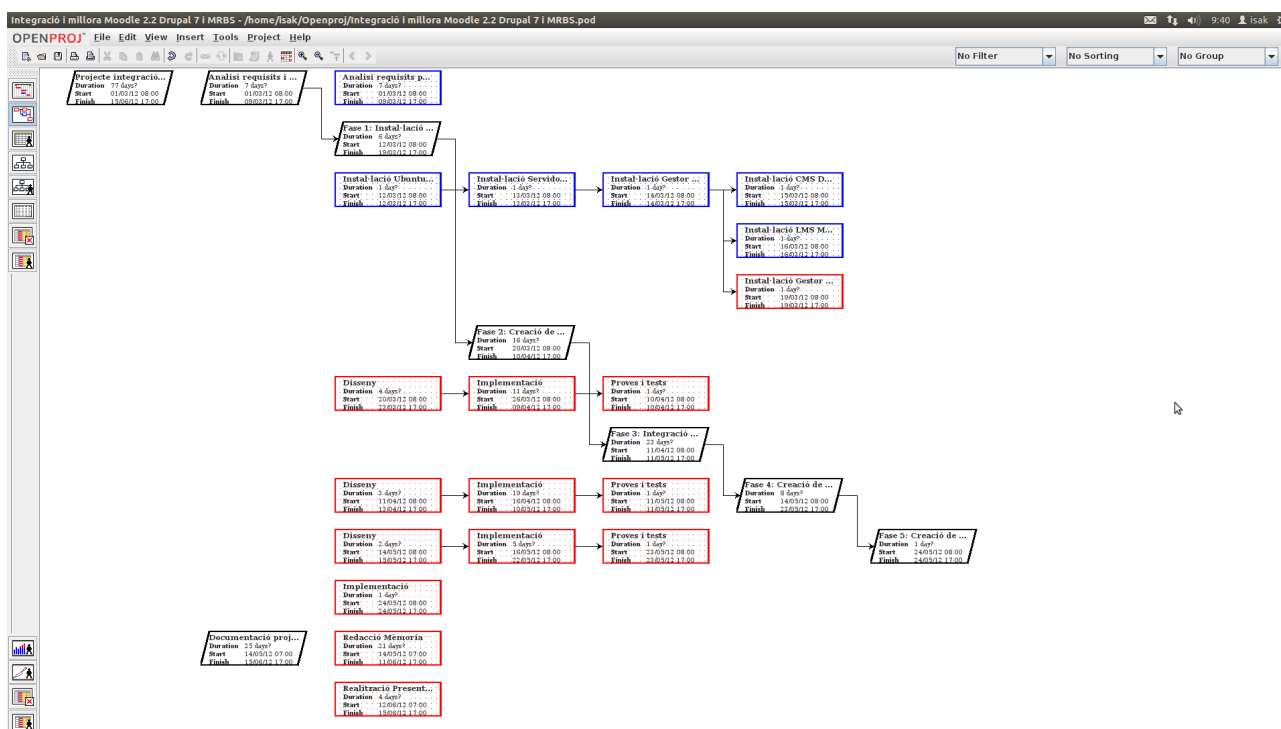 Integració i millora Moodle 2.2 Drupal 7 i MRBS - /home/isak/Openproj/Integració i millora Moodle 2.2 Drupal 7 i MRBS.pod
9:40 isak
OPENPROJ File Edit View Insert Tools Project Help
No Filter No Sorting No Group
Projecte integració...
Duration 77 days?
Start 01/03/12 08:00
Finish 15/06/12 17:00
Analisi requisits i ...
Duration 7 days?
Start 01/03/12 08:00
Finish 09/03/12 17:00
Analisi requisits p...
Duration 7 days?
Start 01/03/12 08:00
Finish 09/03/12 17:00
Fase 1: Instal·lació ...
Duration 6 days?
Start 12/03/12 08:00
Finish 19/03/12 17:00
Instal·lació Ubuntu...
Duration 1 day?
Start 12/03/12 08:00
Finish 12/03/12 17:00
Instal·lació Servido...
Duration 1 day?
Start 13/03/12 08:00
Finish 13/03/12 17:00
Instal·lació Gestor ...
Duration 1 day?
Start 14/03/12 08:00
Finish 14/03/12 17:00
Instal·lació CMS D...
Duration 1 day?
Start 15/03/12 08:00
Finish 15/03/12 17:00
Instal·lació LMS M...
Duration 1 day?
Start 16/03/12 08:00
Finish 16/03/12 17:00
Instal·lació Gestor ...
Duration 1 day?
Start 19/03/12 08:00
Finish 19/03/12 17:00
Fase 2: Creació de ...
Duration 16 days?
Start 20/03/12 08:00
Finish 10/04/12 17:00
Disseny
Duration 4 days?
Start 20/03/12 08:00
Finish 23/03/12 17:00
Implementació
Duration 11 days?
Start 26/03/12 08:00
Finish 09/04/12 17:00
Proves i tests
Duration 1 day?
Start 10/04/12 08:00
Finish 10/04/12 17:00
Fase 3: Integració ...
Duration 23 days?
Start 11/04/12 08:00
Finish 11/05/12 17:00
Disseny
Duration 3 days?
Start 11/04/12 08:00
Finish 13/04/12 17:00
Implementació
Duration 19 days?
Start 16/04/12 08:00
Finish 10/05/12 17:00
Proves i tests
Duration 1 day?
Start 11/05/12 08:00
Finish 11/05/12 17:00
Fase 4: Creació de ...
Duration 8 days?
Start 14/05/12 08:00
Finish 23/05/12 17:00
Disseny
Duration 2 days?
Start 14/05/12 08:00
Finish 15/05/12 17:00
Implementació
Duration 5 days?
Start 16/05/12 08:00
Finish 22/05/12 17:00
Proves i tests
Duration 1 day?
Start 23/05/12 08:00
Finish 23/05/12 17:00
Fase 5: Creació de ...
Duration 1 day?
Start 24/05/12 08:00
Finish 24/05/12 17:00
Implementació
Duration 1 day?
Start 24/05/12 08:00
Finish 24/05/12 17:00
Documentació proj...
Duration 25 days?
Start 14/05/12 07:00
Finish 15/06/12 17:00
Redacció Mèmoria
Duration 21 days?
Start 14/05/12 07:00
Finish 11/06/12 17:00
Realització Present...
Duration 4 days?
Start 12/06/12 07:00
Finish 15/06/12 17:00